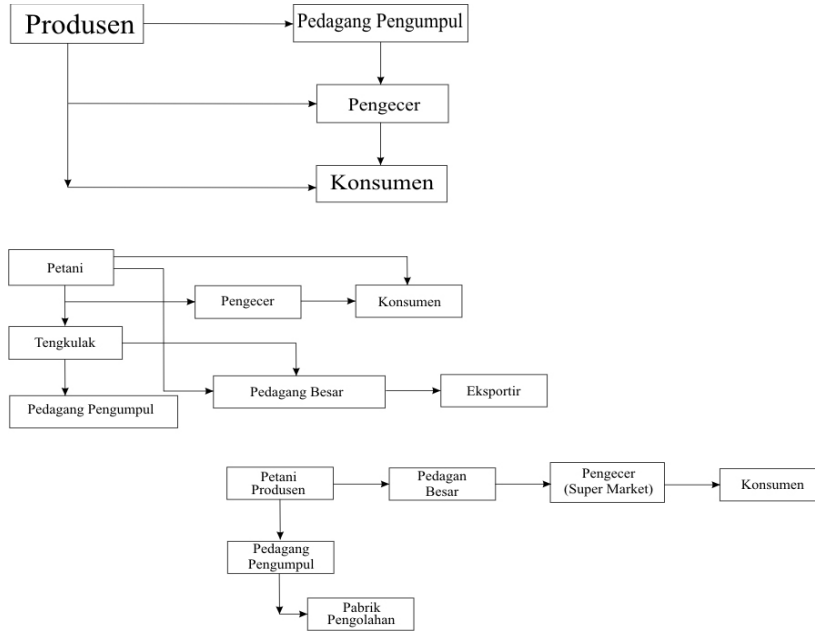 Produsen
Pedagang Pengumpul
Pengecer
Konsumen
Petani
Pengecer
Konsumen
Tengkulak
Pedagang Besar
Eksportir
Pedagang Pengumpul
Petani
Produsen
Pedagan
Besar
Pengecer
(Super Market)
Konsumen
Pedagang
Pengumpul
Pabrik
Pengolahan